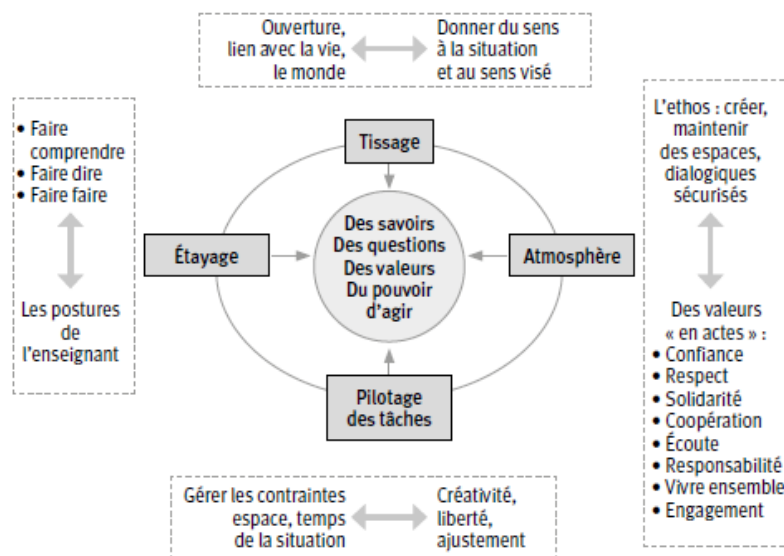 Ouverture,
lien avec la vie,
le monde
Donner du sens
à la situation
et au sens visé
• Faire
comprendre
• Faire dire
• Faire faire
Les postures
de
l'enseignant
Tissage
Étayage
Des savoirs
Des questions
Des valeurs
Du pouvoir
d'agir
Atmosphère
Pilotage
des tâches
L'ethos : créer,
maintenir
des espaces,
dialogiques
sécurisés
Des valeurs
« en actes » :
• Confiance
• Respect
• Solidarité
• Coopération
• Écoute
• Responsabilité
• Vivre ensemble
• Engagement
Gérer les contraintes
espace, temps
de la situation
Créativité,
liberté,
ajustement